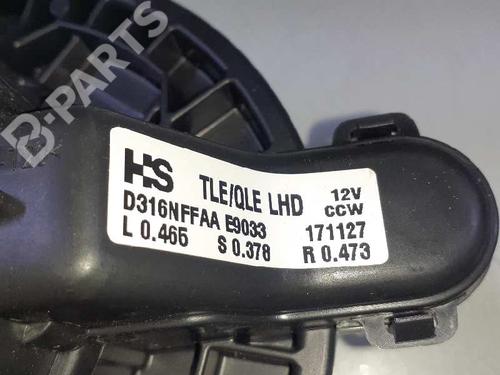 B-PARTS
HS TLE/QLE LHD 12V
CCW
D316NFFAA E9033 171127
L 0.465 S 0.378 R 0.473